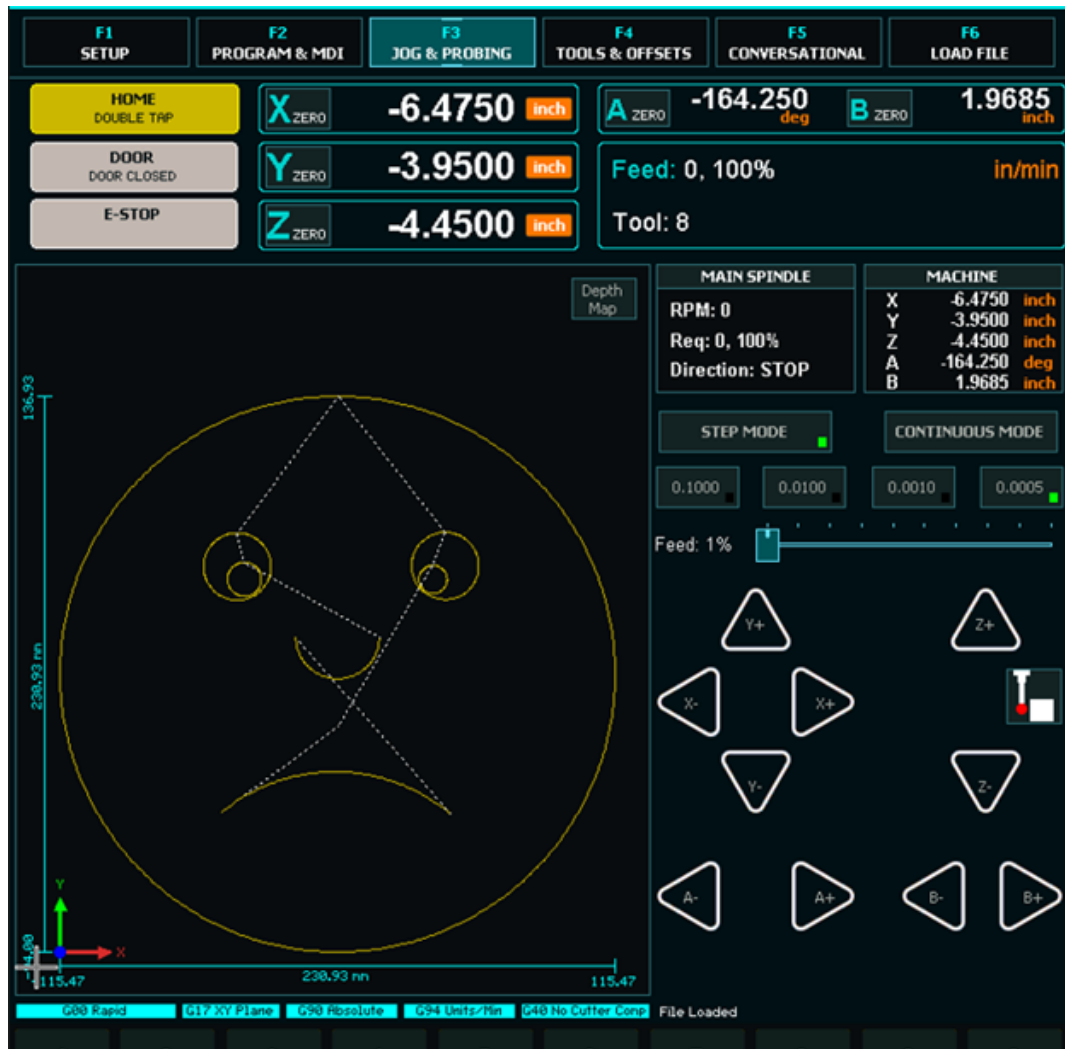 F1 F2 F3 F4 F5 F6
SETUP PROGRAM & MDI JOG & PROBING TOOLS & OFFSETS CONVERSATIONAL LOAD FILE
HOME
DOUBLE TAP
X ZERO -6.4750 inch
A ZERO -164.250 deg
B ZERO 1.9685 inch
DOOR
DOOR CLOSED
Y ZERO -3.9500 inch
Feed: 0, 100% in/min
E-STOP
Z ZERO -4.4500 inch
Tool: 8
Depth
Map
MAIN SPINDLE
RPM: 0
Req: 0, 100%
Direction: STOP
MACHINE
X -6.4750 inch
Y -3.9500 inch
Z -4.4500 inch
A -164.250 deg
B 1.9685 inch
STEP MODE CONTINUOUS MODE
0.1000 0.0100 0.0010 0.0005
Feed: 1%
136.93
230.93 mm
Y+ Z+
X- X+
Y- Z-
A- A+ B- B+
Y
X
115.47 230.93 mm 115.47
G00 Rapid G17 XY Plane G90 Absolute G94 Units/Min G40 No Cutter Comp File Loaded